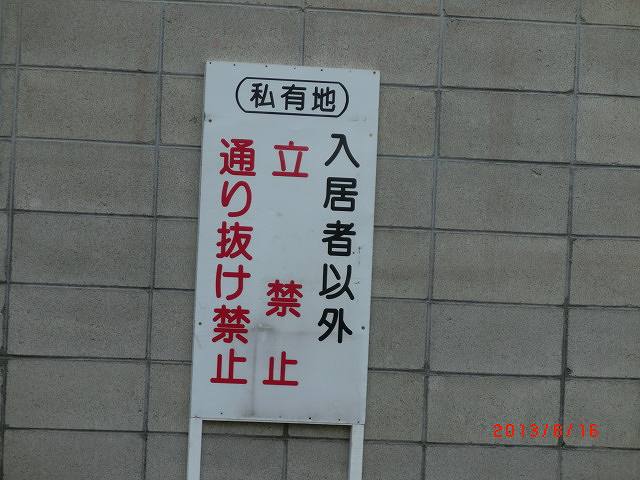 私有地
入居者以外
立 禁止
通り抜け禁止
2013/6/16